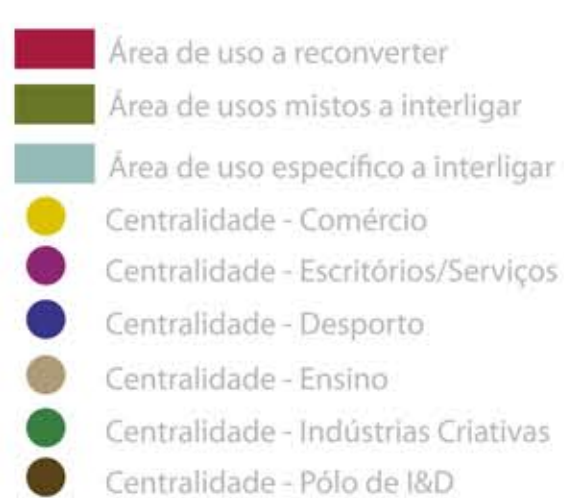 Área de uso a reconverter
Área de usos mistos a interligar
Área de uso específico a interligar
Centralidade - Comércio
Centralidade - Escritórios/Serviços
Centralidade - Desporto
Centralidade - Ensino
Centralidade - Indústrias Criativas
Centralidade - Pólo de I&D